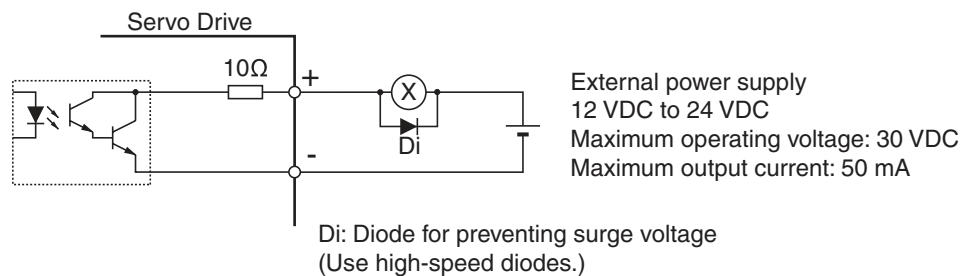 Servo Drive
10Ω
+
X
Di
-
External power supply
12 VDC to 24 VDC
Maximum operating voltage: 30 VDC
Maximum output current: 50 mA
Di: Diode for preventing surge voltage
(Use high-speed diodes.)